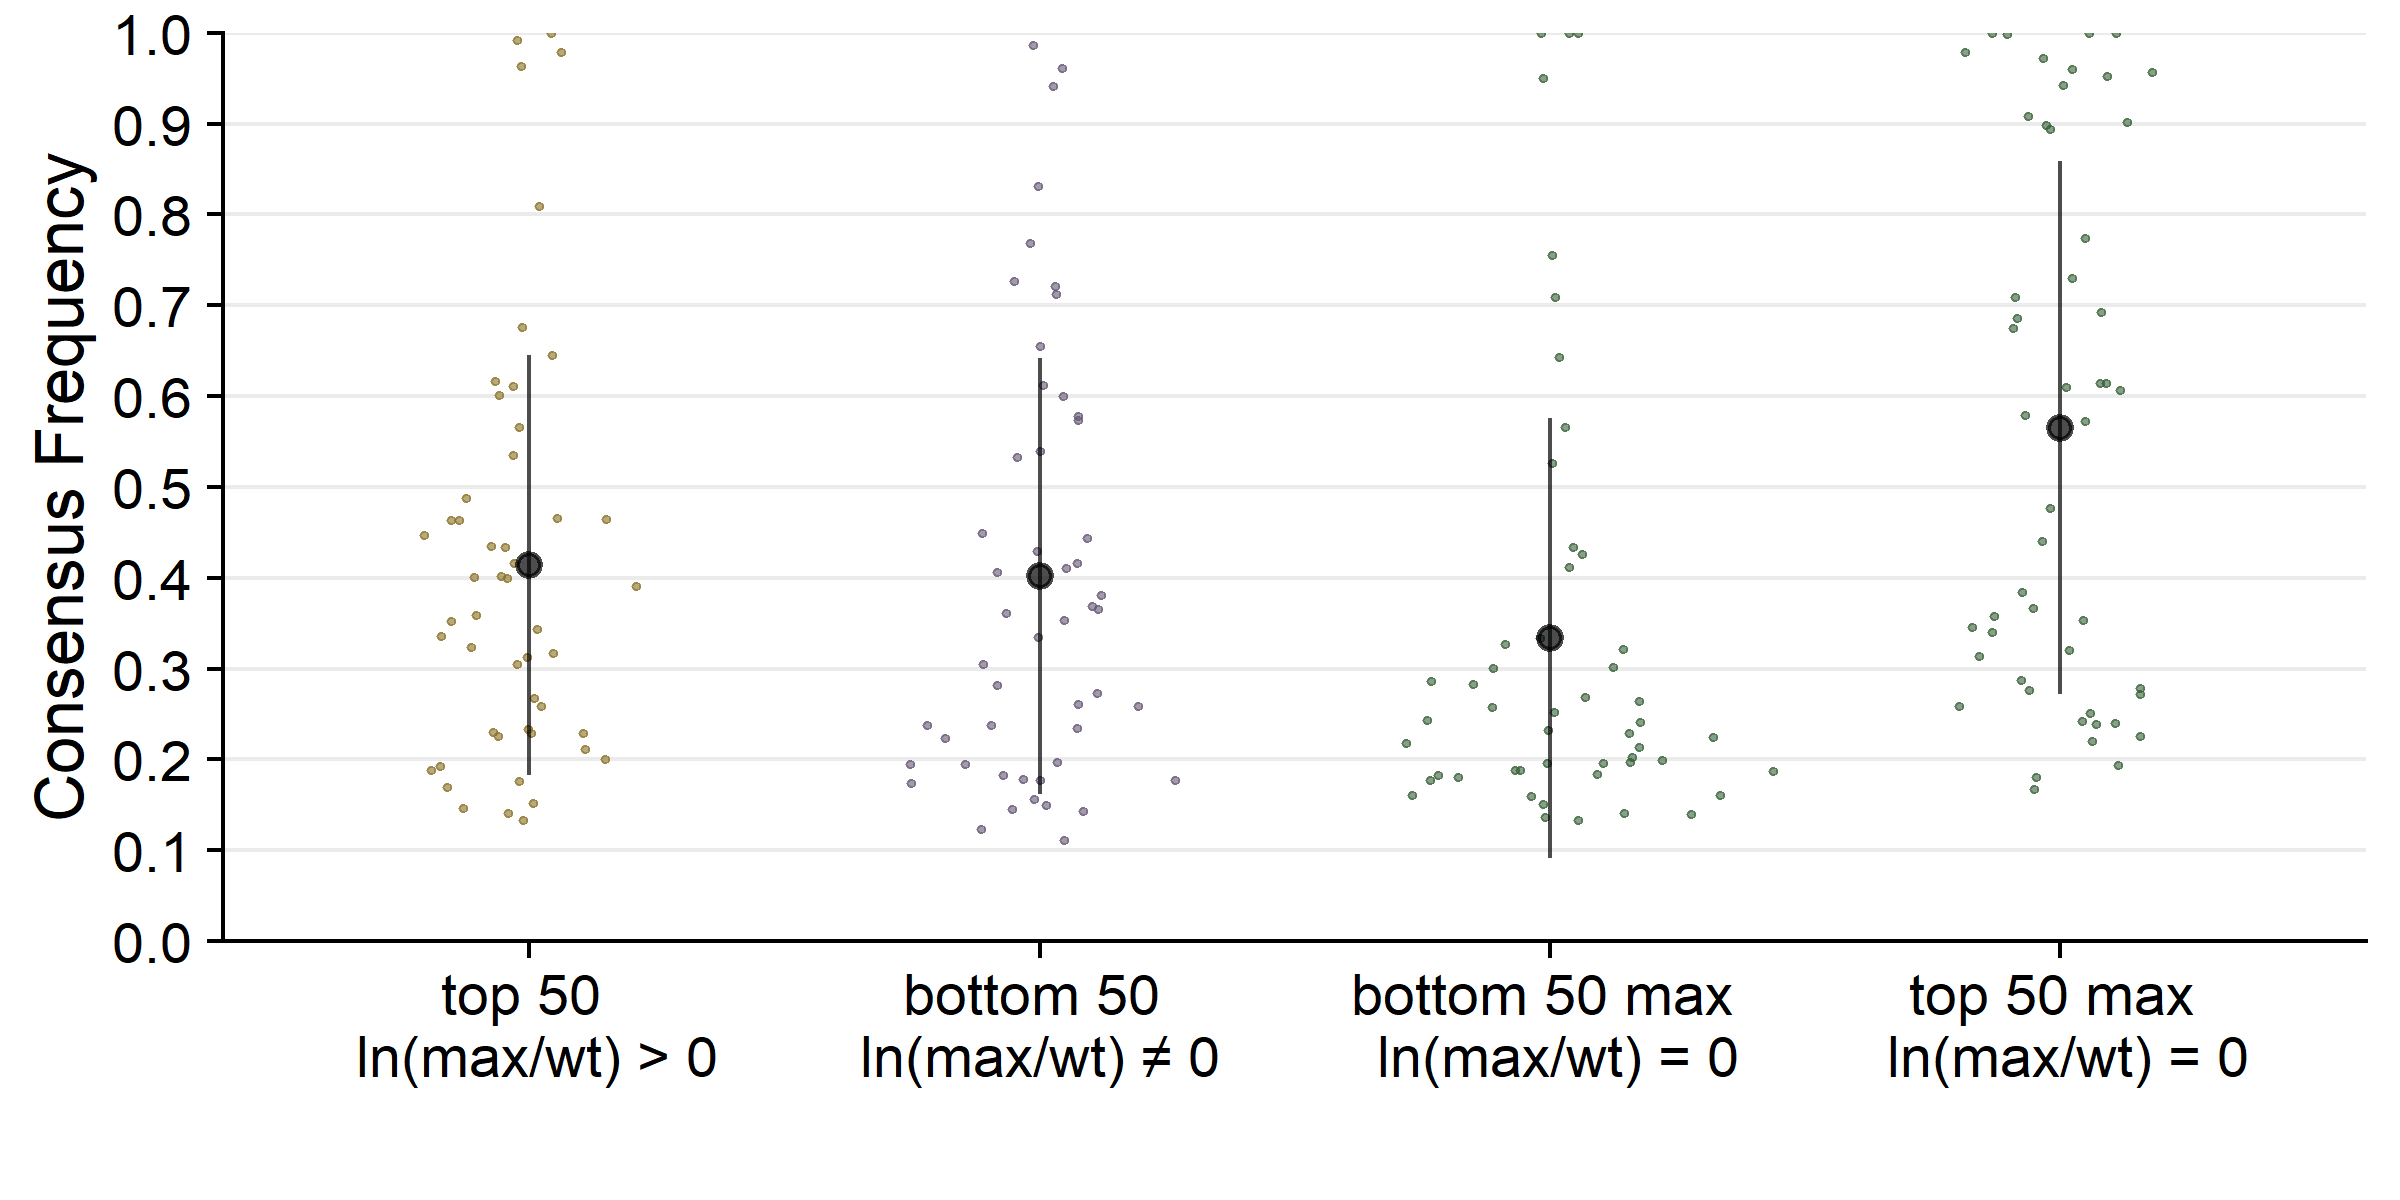 Consensus Frequency
1.0
0.9
0.8
0.7
0.6
0.5
0.4
0.3
0.2
0.1
0.0
top 50
ln(max/wt) > 0
bottom 50
ln(max/wt) ≠ 0
bottom 50 max
ln(max/wt) = 0
top 50 max
ln(max/wt) = 0